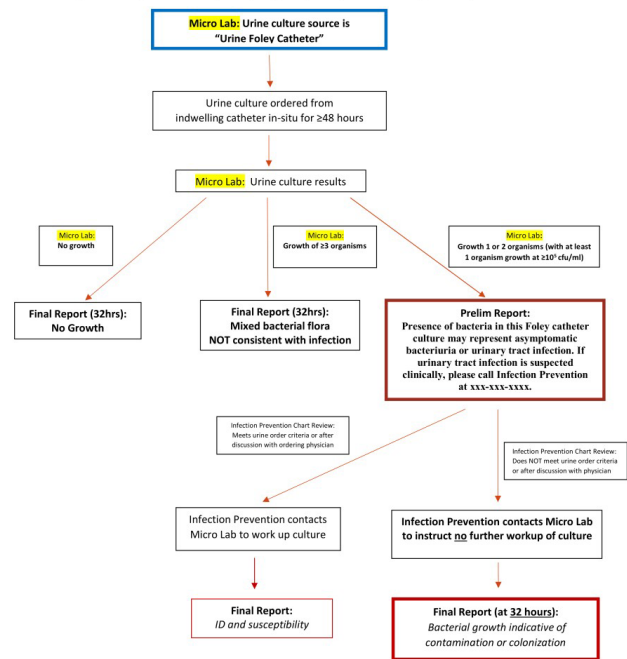 Micro Lab: Urine culture source is
“Urine Foley Catheter”
Urine culture ordered from
indwelling catheter in-situ for ≥48 hours
Micro Lab: Urine culture results
Micro Lab:
No growth
Micro Lab:
Growth of ≥3 organisms
Micro Lab:
Growth 1 or 2 organisms (with at least
1 organism growth at ≥10⁵ cfu/ml)
Final Report (32hrs):
No Growth
Final Report (32hrs):
Mixed bacterial flora
NOT consistent with infection
Prelim Report:
Presence of bacteria in this Foley catheter
culture may represent asymptomatic
bacteriuria or urinary tract infection. If
urinary tract infection is suspected
clinically, please call Infection Prevention
at xxx-xxx-xxxx.
Infection Prevention Chart Review:
Meets urine order criteria or after
discussion with ordering physician
Infection Prevention Chart Review:
Does NOT meet urine order criteria
or after discussion with physician
Infection Prevention contacts
Micro Lab to work up culture
Infection Prevention contacts Micro Lab
to instruct no further workup of culture
Final Report:
ID and susceptibility
Final Report (at 32 hours):
Bacterial growth indicative of
contamination or colonization